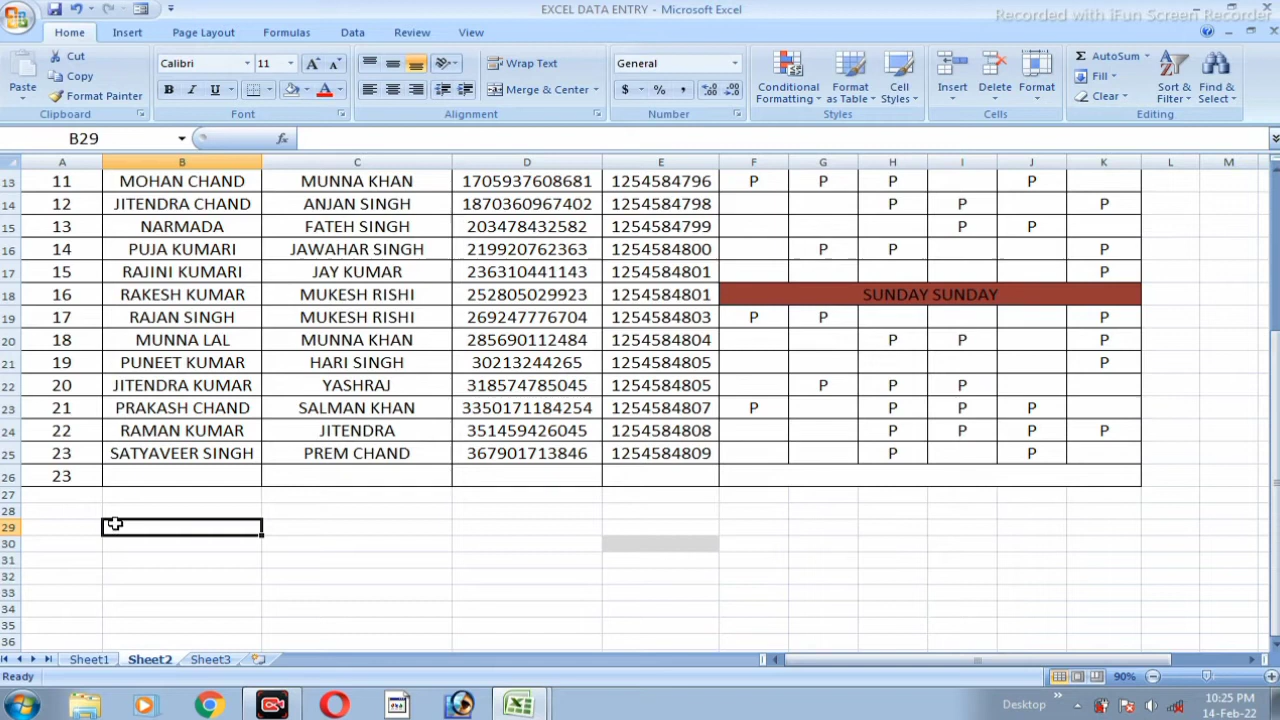 EXCEL DATA ENTRY - Microsoft Excel
Recorded with iFun Screen Recorder
Home Insert Page Layout Formulas Data Review View
Paste Cut Copy Format Painter Clipboard
Calibri 11 Font
Wrap Text Merge & Center Alignment
General Number
Conditional Formatting Format as Table Cell Styles Styles
Insert Delete Format Cells
AutoSum Fill Clear Sort & Filter Find & Select Editing
B29 fx
A B C D E F G H I J K L M
13 11 MOHAN CHAND MUNNA KHAN 1705937608681 1254584796 P P P P
14 12 JITENDRA CHAND ANJAN SINGH 1870360967402 1254584798 P P P
15 13 NARMADA FATEH SINGH 203478432582 1254584799 P P
16 14 PUJA KUMARI JAWAHAR SINGH 219920762363 1254584800 P P P
17 15 RAJINI KUMARI JAY KUMAR 236310441143 1254584801 P
18 16 RAKESH KUMAR MUKESH RISHI 252805029923 1254584801 SUNDAY SUNDAY
19 17 RAJAN SINGH MUKESH RISHI 269247776704 1254584803 P P P
20 18 MUNNA LAL MUNNA KHAN 285690112484 1254584804 P P P
21 19 PUNEET KUMAR HARI SINGH 30213244265 1254584805 P
22 20 JITENDRA KUMAR YASHRAJ 318574785045 1254584805 P P P
23 21 PRAKASH CHAND SALMAN KHAN 3350171184254 1254584807 P P P P
24 22 RAMAN KUMAR JITENDRA 351459426045 1254584808 P P P P
25 23 SATYAVEER SINGH PREM CHAND 367901713846 1254584809 P P
26 23
27
28
29
30
31
32
33
34
35
36
Sheet1 Sheet2 Sheet3
Ready 90%
Desktop 10:25 PM
14-Feb-22